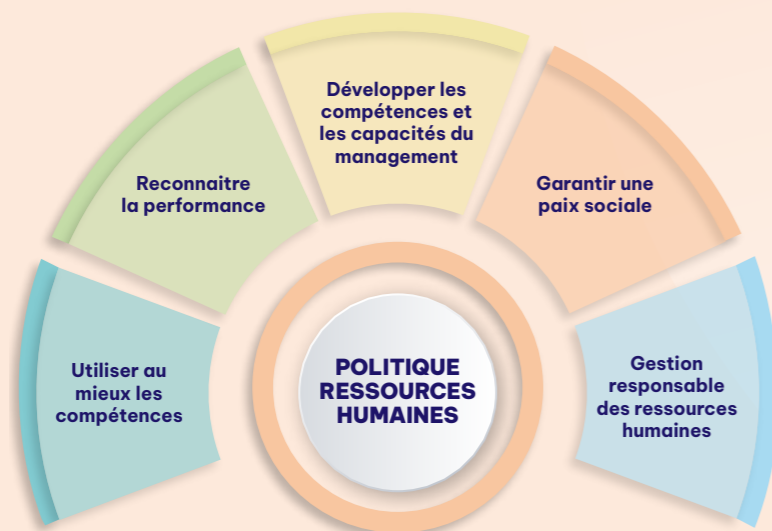 Utiliser au
mieux les
compétences
Reconnaitre
la performance
Développer les
compétences et
les capacités du
management
Garantir une
paix sociale
Gestion
responsable
des ressources
humaines
POLITIQUE
RESSOURCES
HUMAINES